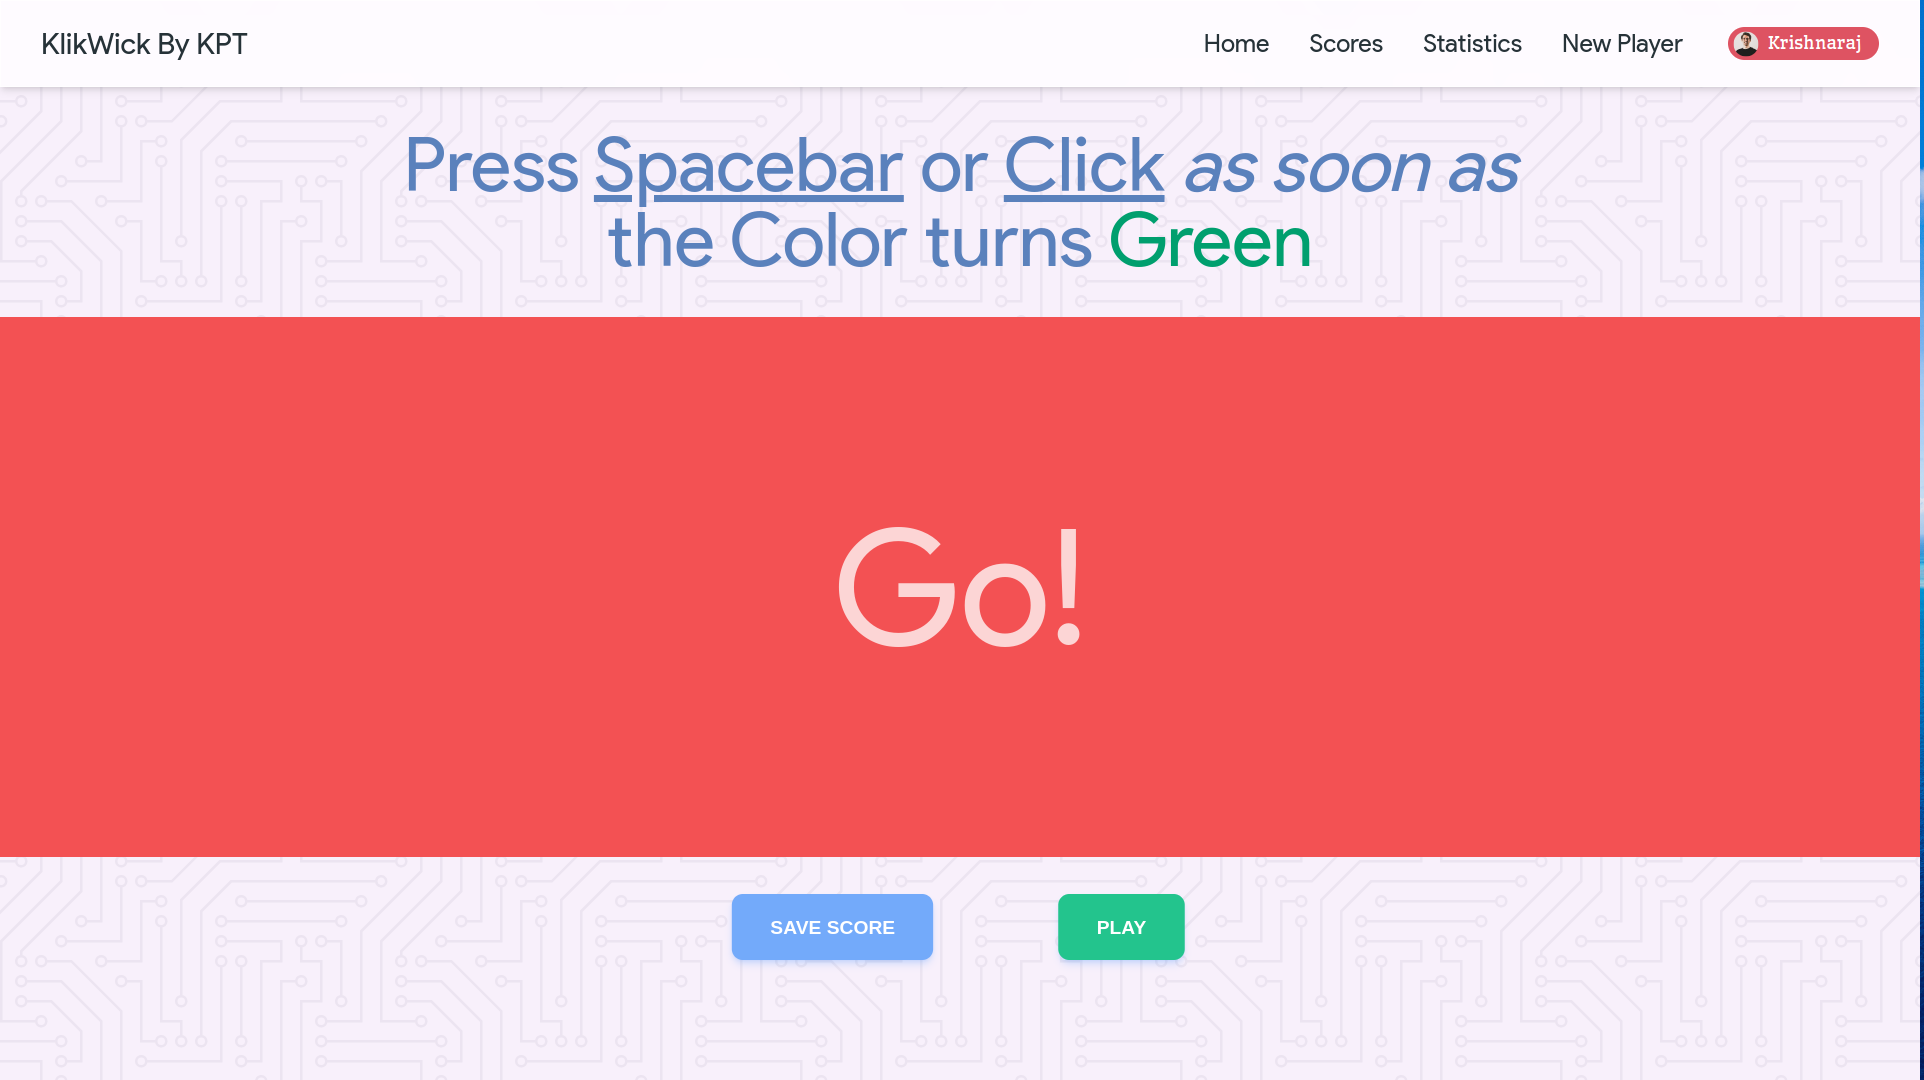 KlikWick By KPT
Home Scores Statistics New Player Krishnaraj
Press Spacebar or Click as soon as
the Color turns Green
Go!
SAVE SCORE PLAY